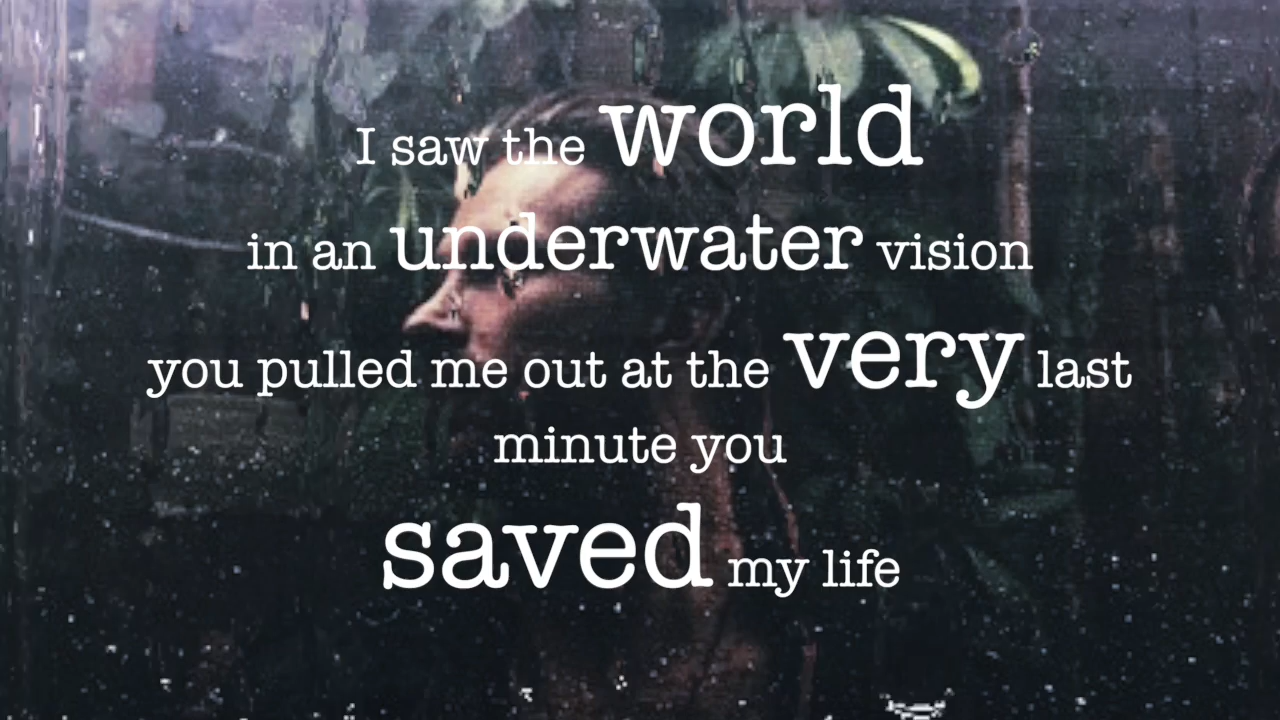 I saw the world
in an underwater vision
you pulled me out at the very last
minute you
saved my life